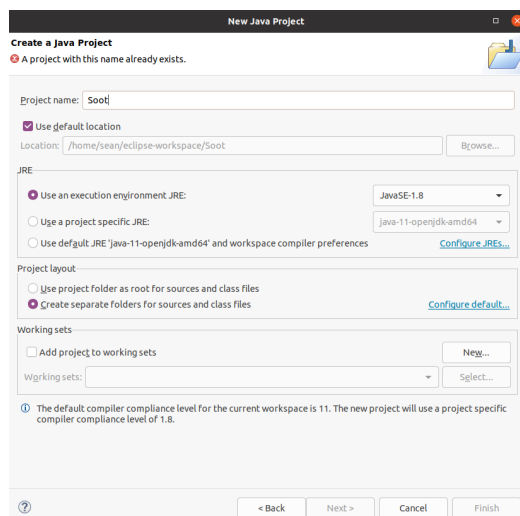 New Java Project
Create a Java Project
A project with this name already exists.
Project name: Soot
Use default location
Location: /home/sean/eclipse-workspace/Soot
Browse...
JRE
Use an execution environment JRE:
JavaSE-1.8
Use a project specific JRE:
java-11-openjdk-amd64
Use default JRE 'java-11-openjdk-amd64' and workspace compiler preferences
Configure JREs...
Project layout
Use project folder as root for sources and class files
Create separate folders for sources and class files
Configure default...
Working sets
Add project to working sets
New...
Working sets:
Select...
The default compiler compliance level for the current workspace is 11. The new project will use a project specific
compiler compliance level of 1.8.
?
< Back
Next >
Cancel
Finish